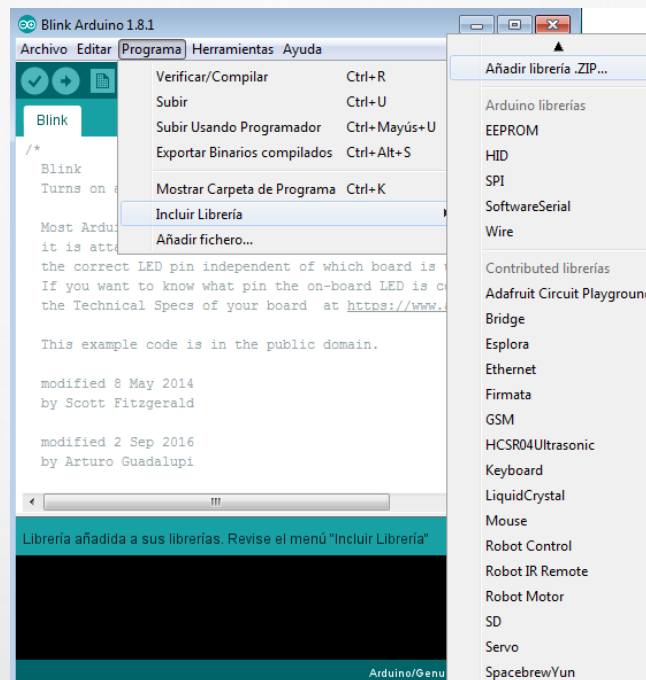 Blink Arduino 1.8.1
Archivo Editar Programa Herramientas Ayuda
Verificar/Compilar Ctrl+R
Subir Ctrl+U
Subir Usando Programador Ctrl+Mayús+U
Exportar Binarios compilados Ctrl+Alt+S
Mostrar Carpeta de Programa Ctrl+K
Incluir Librería
Añadir fichero...
Añadir librería .ZIP...
Arduino librerías
EEPROM
HID
SPI
SoftwareSerial
Wire
Contributed librerías
Adafruit Circuit Playground
Bridge
Esplora
Ethernet
Firmata
GSM
HCSR04Ultrasonic
Keyboard
LiquidCrystal
Mouse
Robot Control
Robot IR Remote
Robot Motor
SD
Servo
SpacebrewYun
Blink
/*
Blink
Turns on
Most
it is
the correct LED pin independent of which board is
If you want to know what pin the on-board LED is
the Technical Specs of your board at https://www.
This example code is in the public domain.
modified 8 May 2014
by Scott Fitzgerald
modified 2 Sep 2016
by Arturo Guadalupi
Librería añadida a sus librerías. Revise el menú "Incluir Librería"
Arduino/Genu